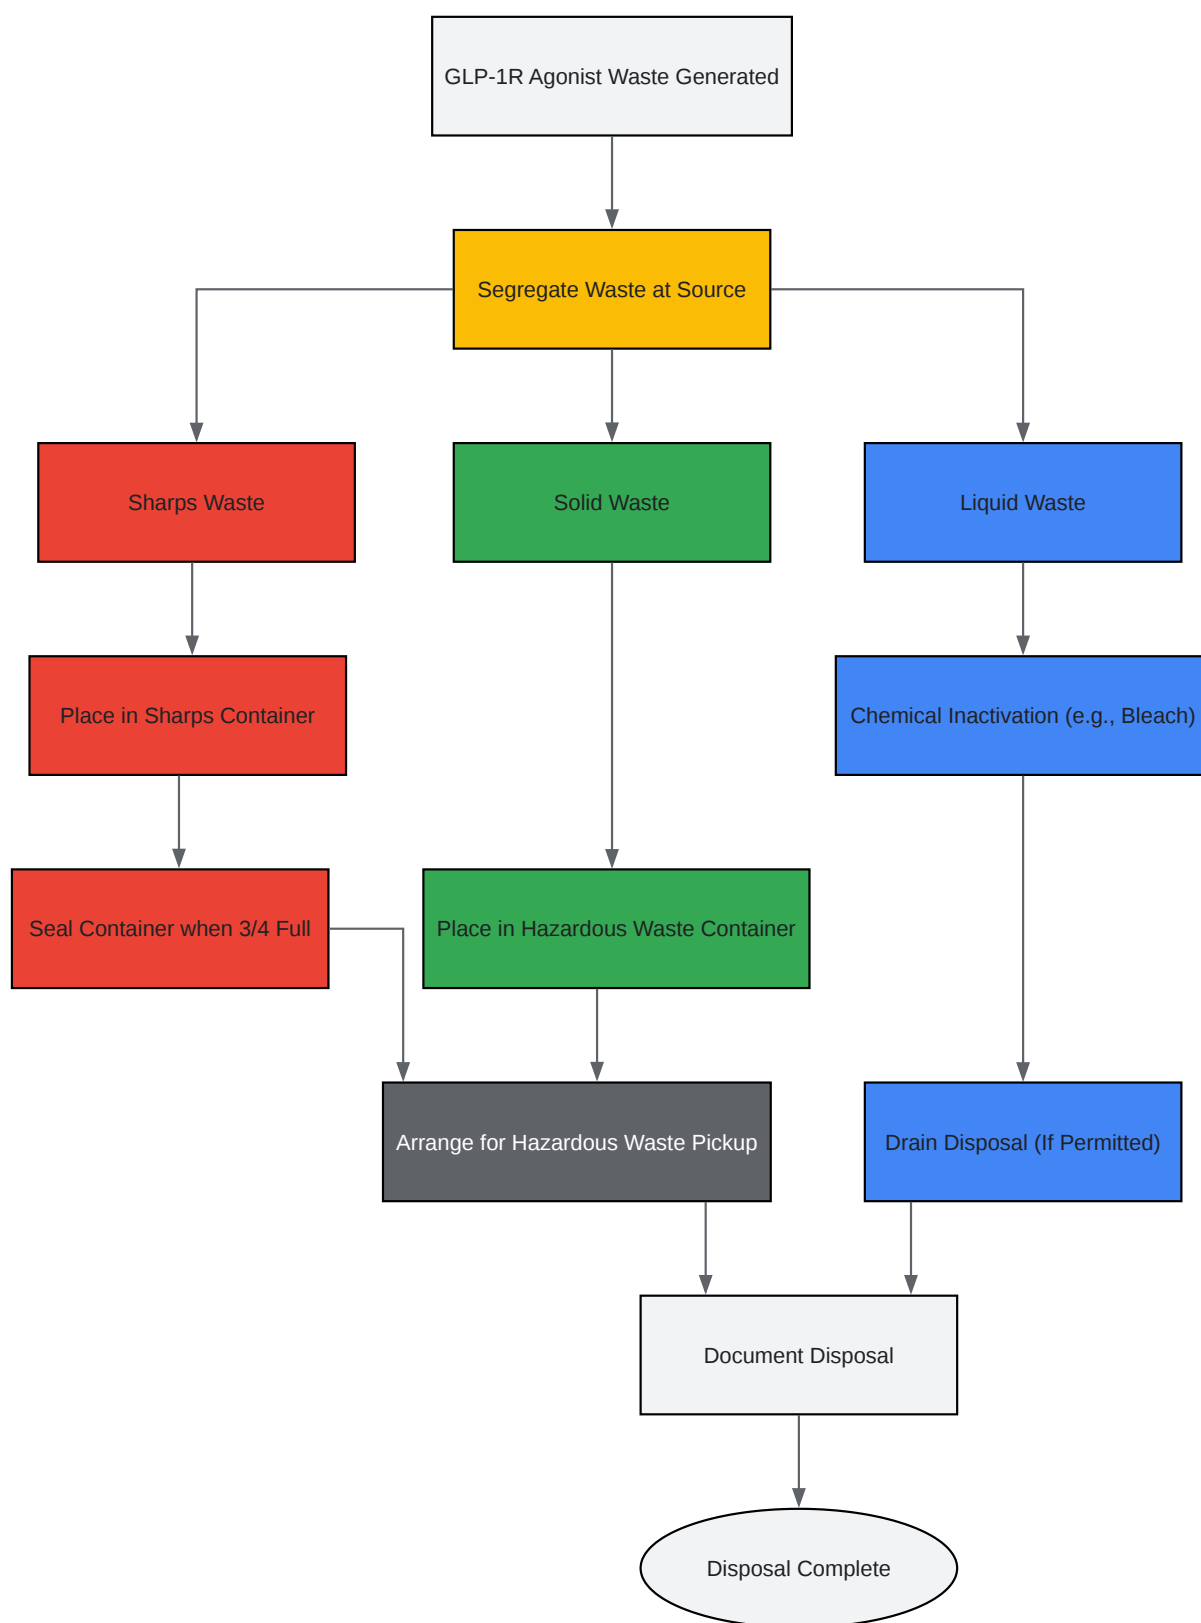 GLP-1R Agonist Waste Generated
Segregate Waste at Source
Sharps Waste
Solid Waste
Liquid Waste
Place in Sharps Container
Chemical Inactivation (e.g., Bleach)
Seal Container when 3/4 Full
Place in Hazardous Waste Container
Arrange for Hazardous Waste Pickup
Drain Disposal (If Permitted)
Document Disposal
Disposal Complete